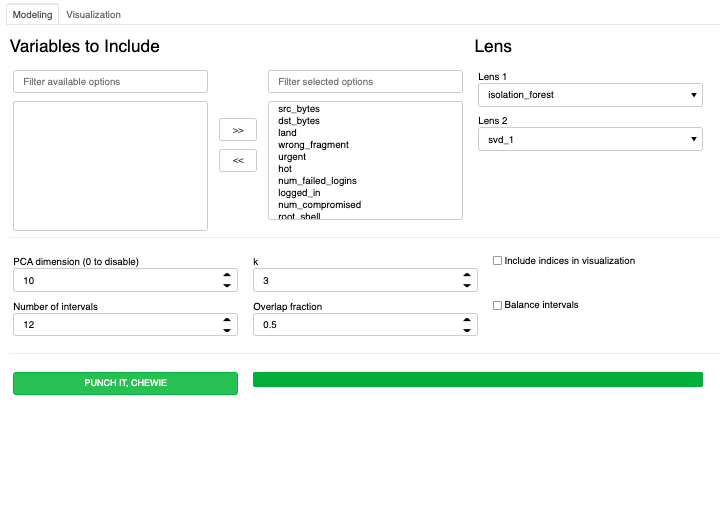 Modeling
Visualization
Variables to Include
Lens
Filter available options
Filter selected options
src_bytes
dst_bytes
land
wrong_fragment
urgent
hot
num_failed_logins
logged_in
num_compromised
root_shell
>>
<<
Lens 1
isolation_forest
Lens 2
svd_1
PCA dimension (0 to disable)
10
k
3
Include indices in visualization
Number of intervals
12
Overlap fraction
0.5
Balance intervals
PUNCH IT, CHEWIE